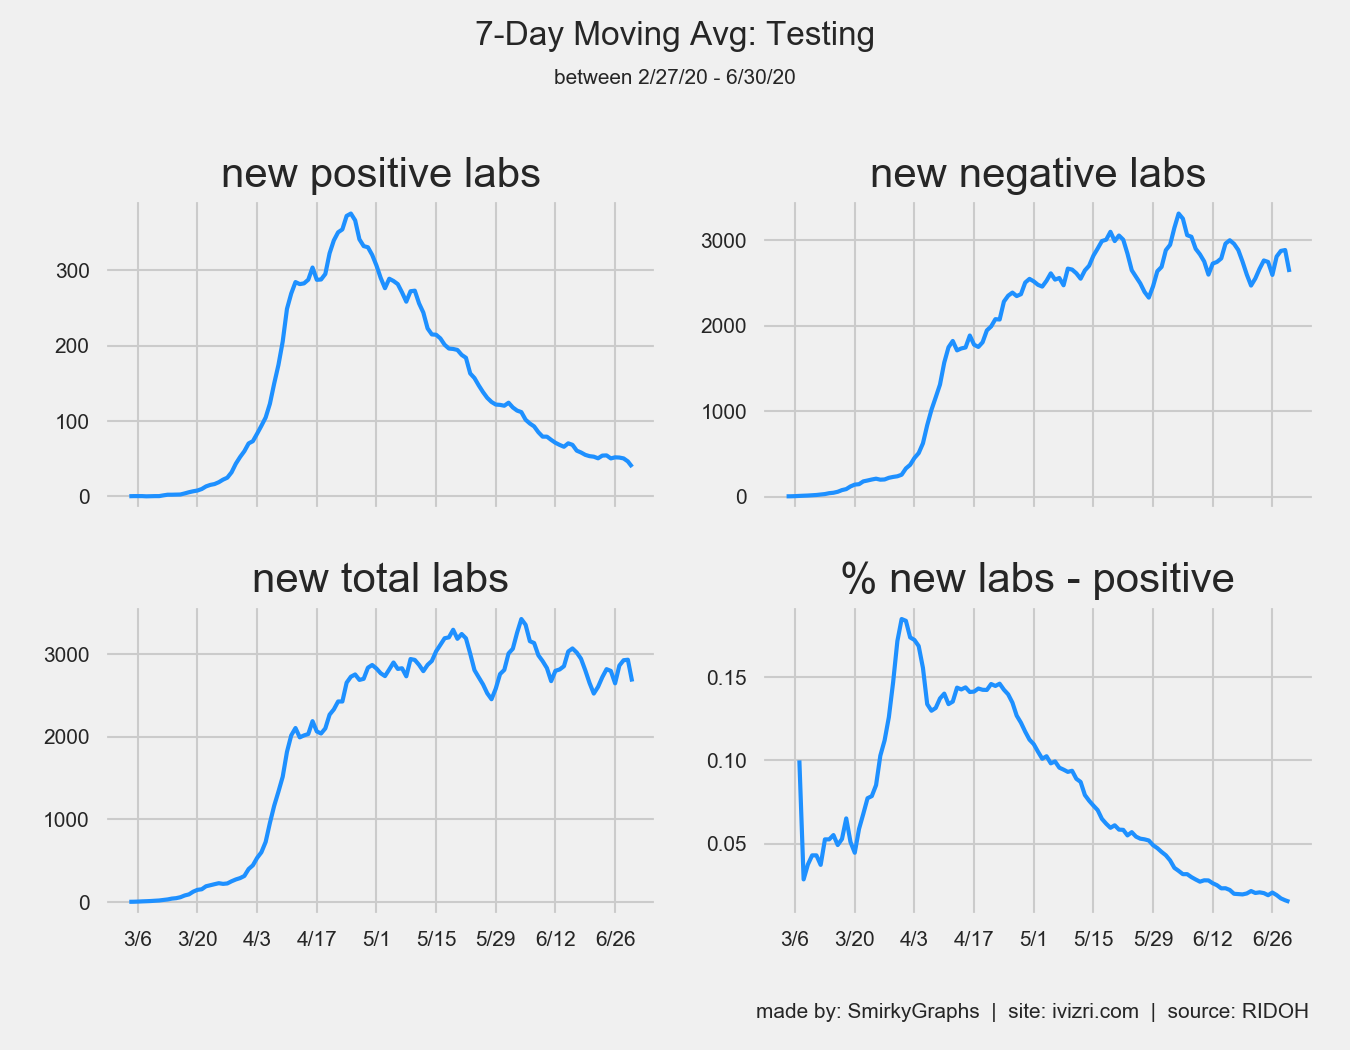 7-Day Moving Avg: Testing
between 2/27/20 - 6/30/20
new positive labs
300
200
100
0
new negative labs
3000
2000
1000
0
new total labs
3000
2000
1000
0
3/6 3/20 4/3 4/17 5/1 5/15 5/29 6/12 6/26
% new labs - positive
0.15
0.10
0.05
3/6 3/20 4/3 4/17 5/1 5/15 5/29 6/12 6/26
made by: SmirkyGraphs | site: ivizri.com | source: RIDOH